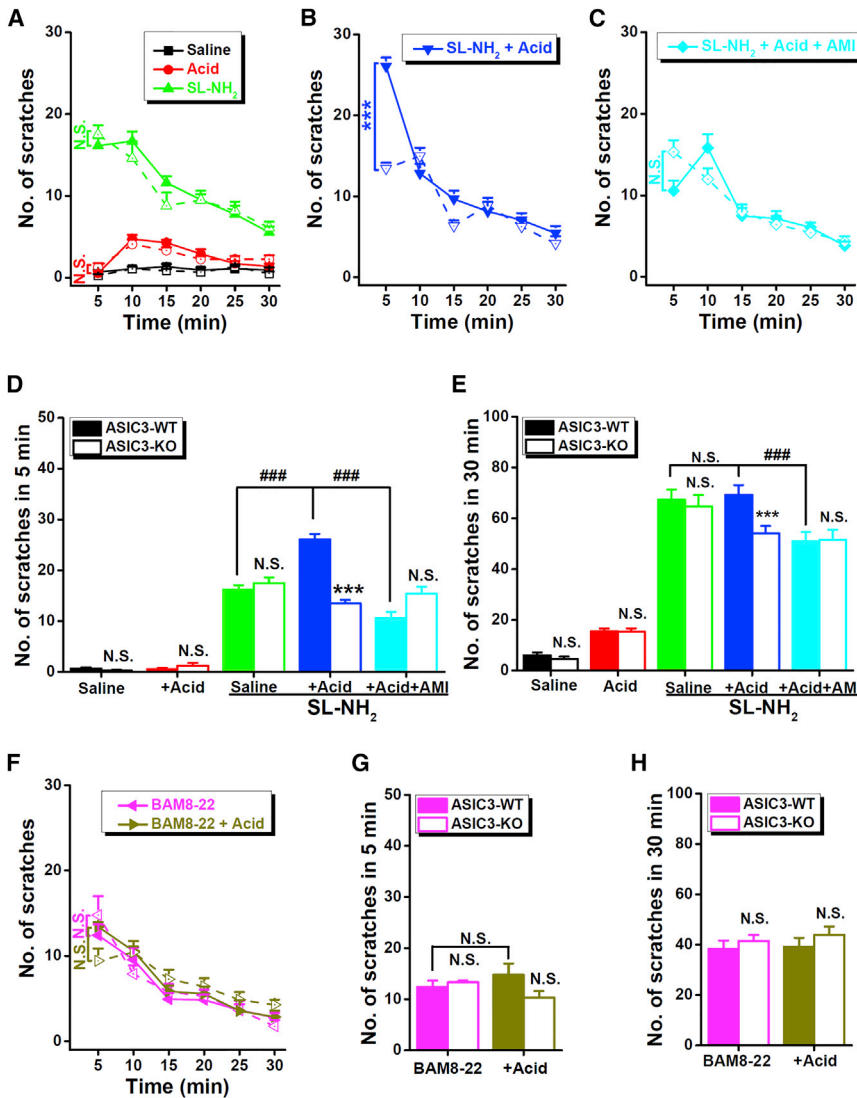 A
No. of scratches
30
20
10
0
Saline
Acid
SL-NH₂
N.S.
N.S.
5 10 15 20 25 30
Time (min)
B
No. of scratches
30
20
10
0
SL-NH₂ + Acid
***
5 10 15 20 25 30
Time (min)
C
No. of scratches
30
20
10
0
SL-NH₂ + Acid + AMI
N.S.
5 10 15 20 25 30
Time (min)
D
No. of scratches in 5 min
50
40
30
20
10
0
ASIC3-WT
ASIC3-KO
### ###
N.S. N.S. N.S. *** N.S.
Saline +Acid Saline +Acid +Acid+AMI
SL-NH₂
E
No. of scratches in 30 min
100
80
60
40
20
0
ASIC3-WT
ASIC3-KO
N.S. ###
N.S. N.S. N.S. *** N.S.
Saline Acid Saline +Acid +Acid+AMI
SL-NH₂
F
No. of scratches
30
20
10
0
BAM8-22
BAM8-22 + Acid
N.S.
N.S.
5 10 15 20 25 30
Time (min)
G
No. of scratches in 5 min
50
40
30
20
10
0
ASIC3-WT
ASIC3-KO
N.S.
N.S. N.S.
BAM8-22 +Acid
H
No. of scratches in 30 min
100
80
60
40
20
0
ASIC3-WT
ASIC3-KO
N.S. N.S.
BAM8-22 +Acid